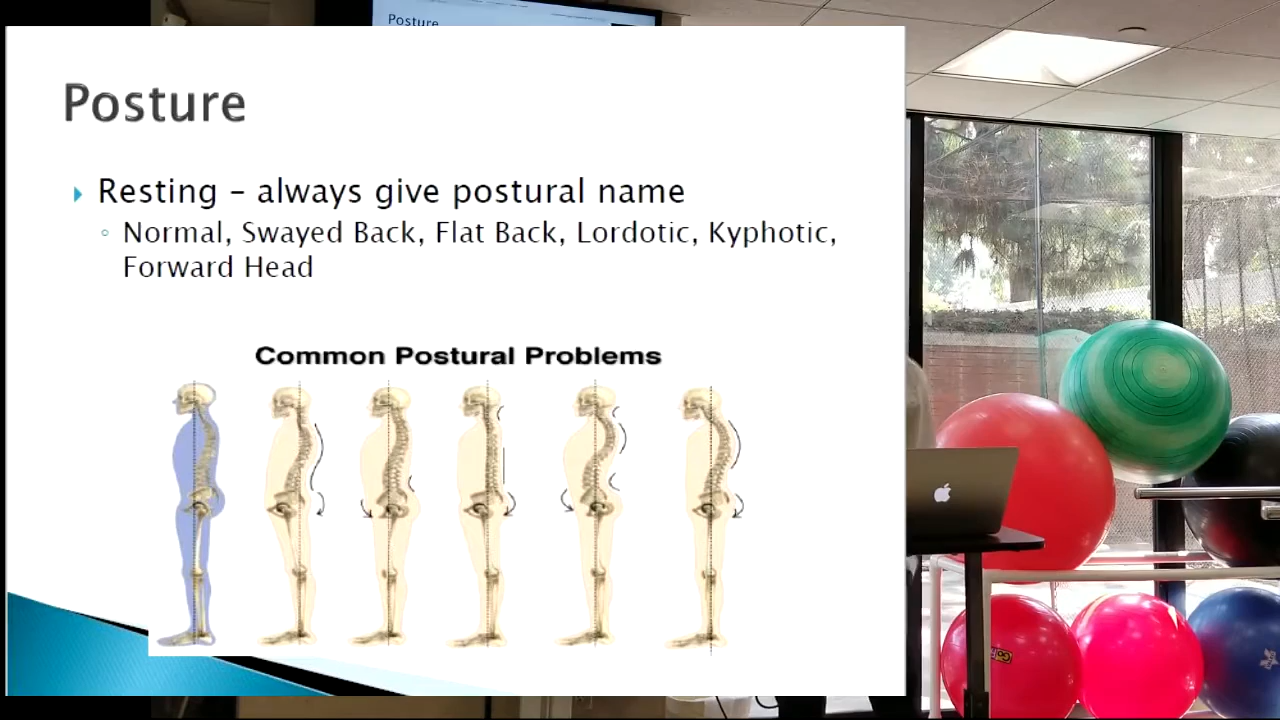 Posture
Posture
Resting – always give postural name
Normal, Swayed Back, Flat Back, Lordotic, Kyphotic,
Forward Head
Common Postural Problems